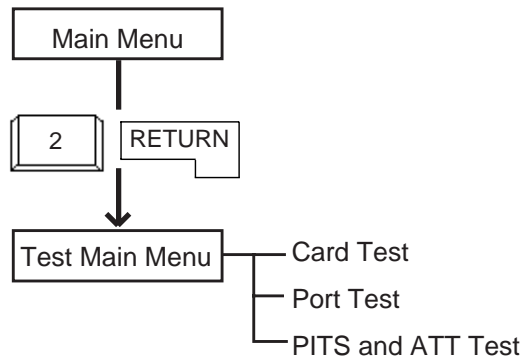 Main Menu
2
RETURN
Test Main Menu
Card Test
Port Test
PITS and ATT Test